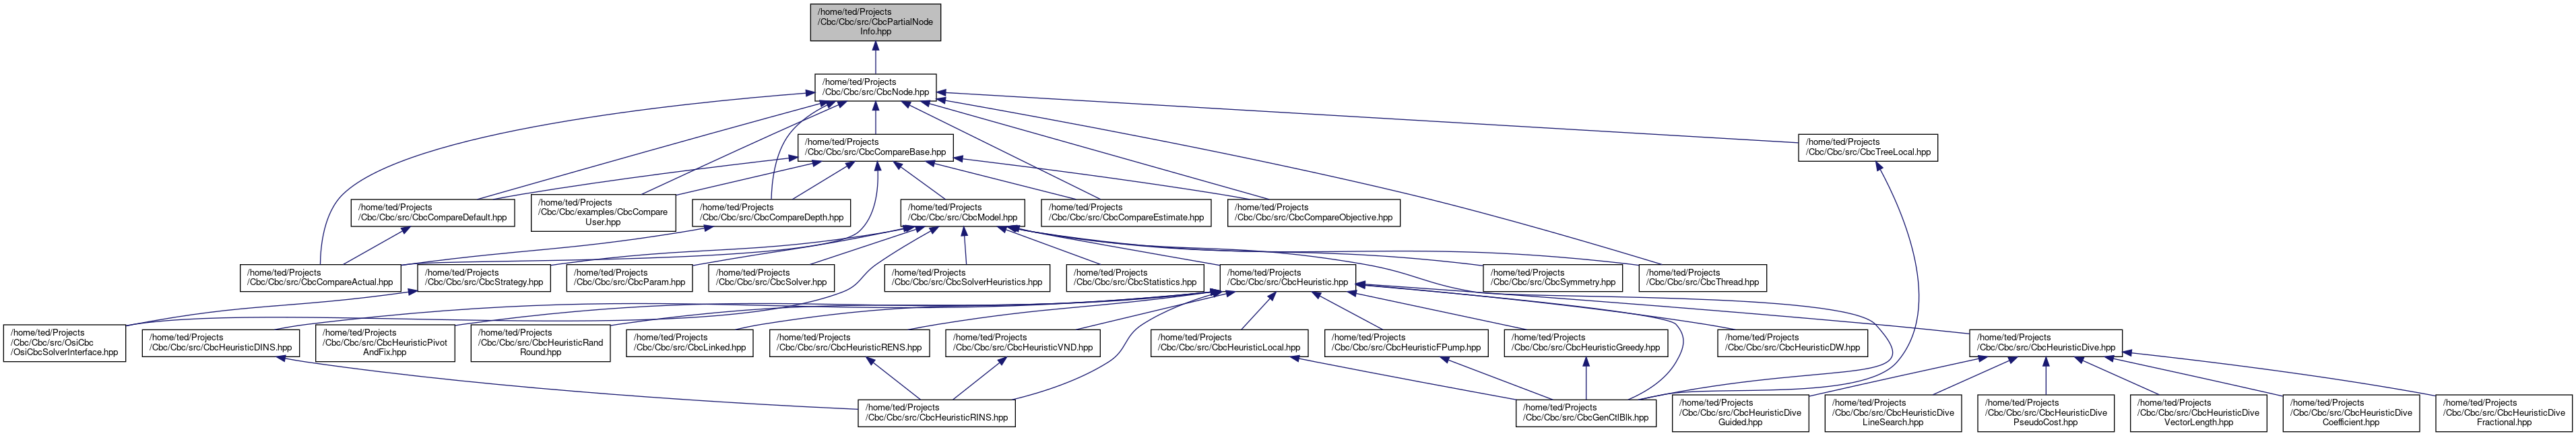 /home/ted/Projects
/Cbc/Cbc/src/CbcPartialNode
Info.hpp
/home/ted/Projects
/Cbc/Cbc/src/CbcNode.hpp
/home/ted/Projects
/Cbc/Cbc/src/CbcCompareBase.hpp
/home/ted/Projects
/Cbc/Cbc/src/CbcTreeLocal.hpp
/home/ted/Projects
/Cbc/Cbc/src/CbcCompareDefault.hpp
/home/ted/Projects
/Cbc/Cbc/examples/CbcCompare
User.hpp
/home/ted/Projects
/Cbc/Cbc/src/CbcCompareDepth.hpp
/home/ted/Projects
/Cbc/Cbc/src/CbcModel.hpp
/home/ted/Projects
/Cbc/Cbc/src/CbcCompareEstimate.hpp
/home/ted/Projects
/Cbc/Cbc/src/CbcCompareObjective.hpp
/home/ted/Projects
/Cbc/Cbc/src/CbcCompareActual.hpp
/home/ted/Projects
/Cbc/Cbc/src/CbcStrategy.hpp
/home/ted/Projects
/Cbc/Cbc/src/CbcParam.hpp
/home/ted/Projects
/Cbc/Cbc/src/CbcSolver.hpp
/home/ted/Projects
/Cbc/Cbc/src/CbcSolverHeuristics.hpp
/home/ted/Projects
/Cbc/Cbc/src/CbcStatistics.hpp
/home/ted/Projects
/Cbc/Cbc/src/CbcHeuristic.hpp
/home/ted/Projects
/Cbc/Cbc/src/CbcSymmetry.hpp
/home/ted/Projects
/Cbc/Cbc/src/CbcThread.hpp
/home/ted/Projects
/Cbc/Cbc/src/OsiCbc
/OsiCbcSolverInterface.hpp
/home/ted/Projects
/Cbc/Cbc/src/CbcHeuristicDINS.hpp
/home/ted/Projects
/Cbc/Cbc/src/CbcHeuristicPivot
AndFix.hpp
/home/ted/Projects
/Cbc/Cbc/src/CbcHeuristicRand
Round.hpp
/home/ted/Projects
/Cbc/Cbc/src/CbcLinked.hpp
/home/ted/Projects
/Cbc/Cbc/src/CbcHeuristicRENS.hpp
/home/ted/Projects
/Cbc/Cbc/src/CbcHeuristicVND.hpp
/home/ted/Projects
/Cbc/Cbc/src/CbcHeuristicLocal.hpp
/home/ted/Projects
/Cbc/Cbc/src/CbcHeuristicFPump.hpp
/home/ted/Projects
/Cbc/Cbc/src/CbcHeuristicGreedy.hpp
/home/ted/Projects
/Cbc/Cbc/src/CbcHeuristicDW.hpp
/home/ted/Projects
/Cbc/Cbc/src/CbcHeuristicDive.hpp
/home/ted/Projects
/Cbc/Cbc/src/CbcHeuristicRINS.hpp
/home/ted/Projects
/Cbc/Cbc/src/CbcGenCtlBlk.hpp
/home/ted/Projects
/Cbc/Cbc/src/CbcHeuristicDive
Guided.hpp
/home/ted/Projects
/Cbc/Cbc/src/CbcHeuristicDive
LineSearch.hpp
/home/ted/Projects
/Cbc/Cbc/src/CbcHeuristicDive
PseudoCost.hpp
/home/ted/Projects
/Cbc/Cbc/src/CbcHeuristicDive
VectorLength.hpp
/home/ted/Projects
/Cbc/Cbc/src/CbcHeuristicDive
Coefficient.hpp
/home/ted/Projects
/Cbc/Cbc/src/CbcHeuristicDive
Fractional.hpp